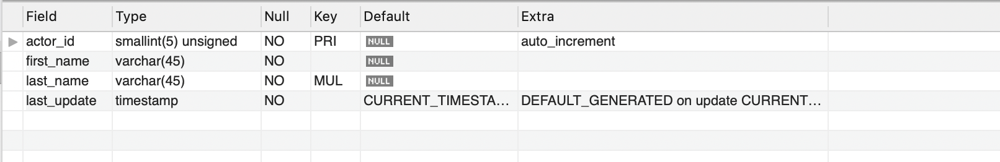 Field Type Null Key Default Extra
actor_id smallint(5) unsigned NO PRI NULL auto_increment
first_name varchar(45) NO NULL
last_name varchar(45) NO MUL NULL
last_update timestamp NO CURRENT_TIMESTA... DEFAULT_GENERATED on update CURRENT...